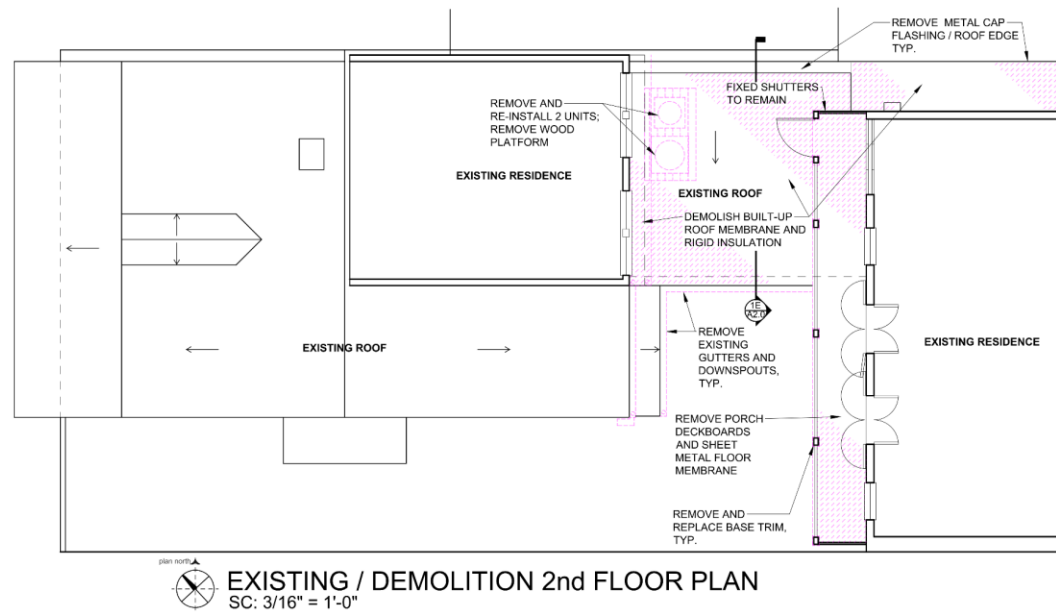 REMOVE METAL CAP
FLASHING / ROOF EDGE
TYP.
FIXED SHUTTERS
TO REMAIN
REMOVE AND
RE-INSTALL 2 UNITS;
REMOVE WOOD
PLATFORM
EXISTING RESIDENCE
EXISTING ROOF
DEMOLISH BUILT-UP
ROOF MEMBRANE AND
RIGID INSULATION
1E
A2.0
REMOVE
EXISTING
GUTTERS AND
DOWNSPOUTS,
TYP.
EXISTING ROOF
EXISTING RESIDENCE
REMOVE PORCH
DECKBOARDS
AND SHEET
METAL FLOOR
MEMBRANE
REMOVE AND
REPLACE BASE TRIM,
TYP.
plan north
EXISTING / DEMOLITION 2nd FLOOR PLAN
SC: 3/16" = 1'-0"